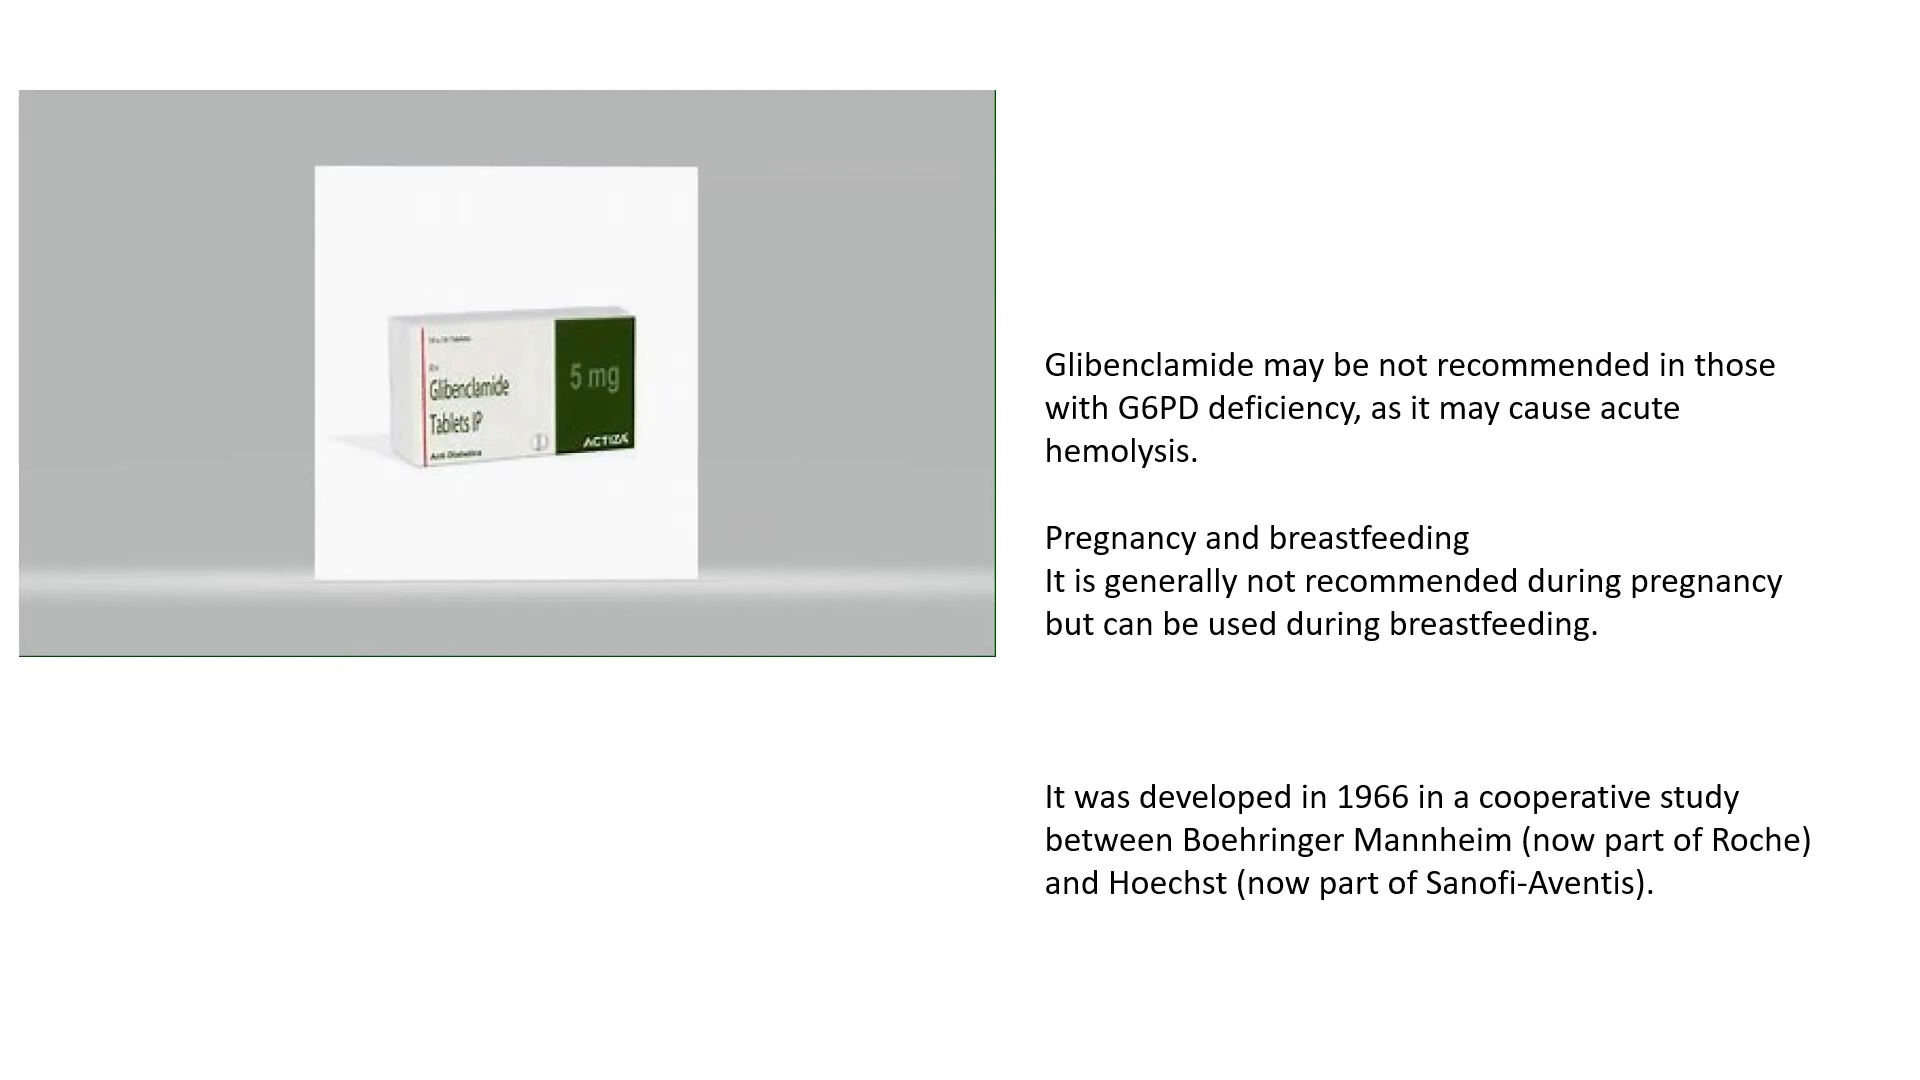 Rx
Glibenclamide
Tablets IP
Anti Diabetics
5 mg
ACTIZA
Glibenclamide may be not recommended in those
with G6PD deficiency, as it may cause acute
hemolysis.
Pregnancy and breastfeeding
It is generally not recommended during pregnancy
but can be used during breastfeeding.
It was developed in 1966 in a cooperative study
between Boehringer Mannheim (now part of Roche)
and Hoechst (now part of Sanofi-Aventis).